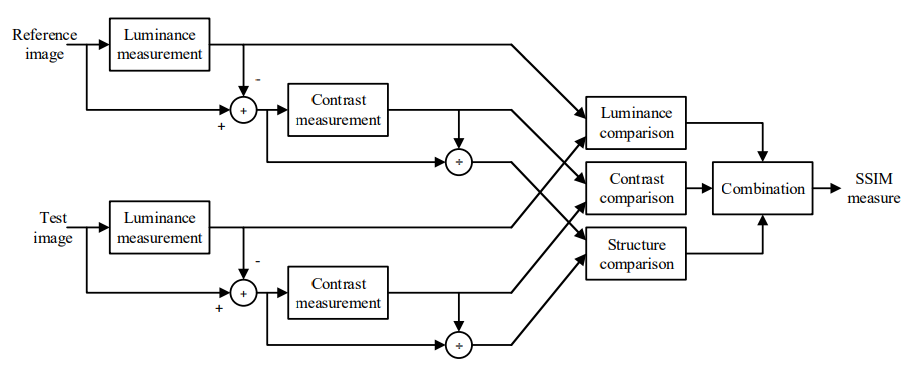 Reference
image
Luminance
measurement
-
+
+
Contrast
measurement
÷
Luminance
comparison
Contrast
comparison
Combination
SSIM
measure
Test
image
Luminance
measurement
Structure
comparison
-
+
+
Contrast
measurement
÷